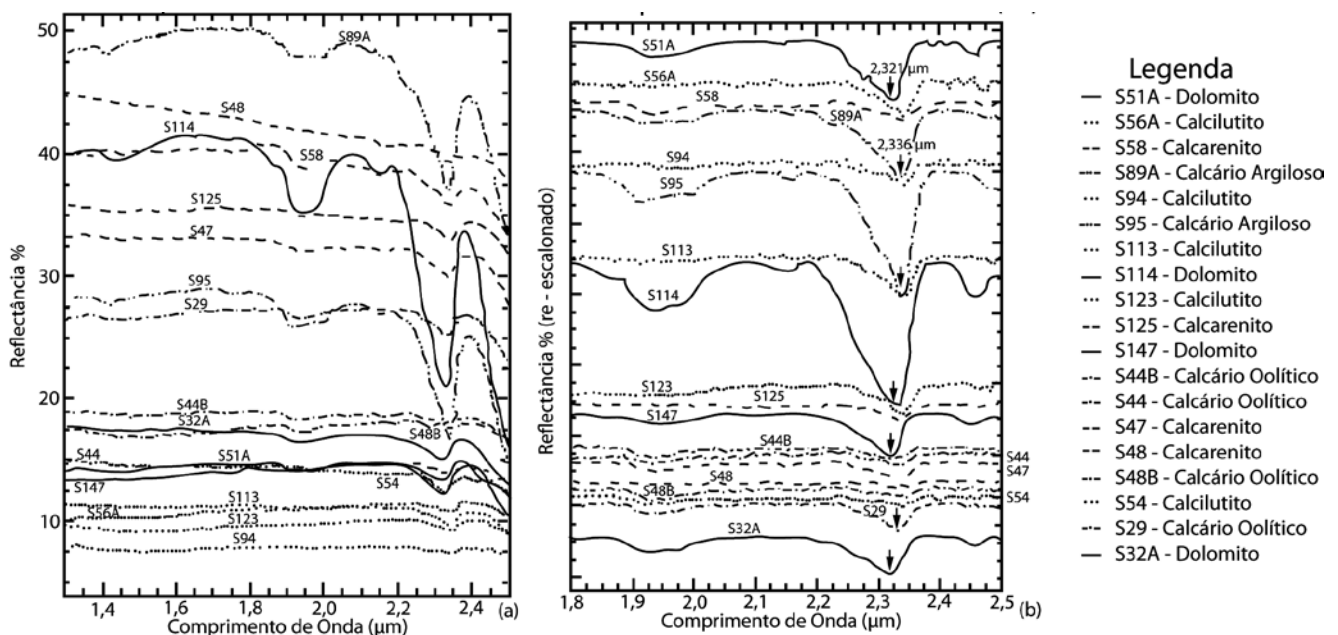 50
40
30
20
10
Reflectância %
S89A
S48
S114
S58
S125
S47
S95
S29
S44B
S32A
S48B
S44
S51A
S147
S54
S113
S56A
S123
S94
1,4
1,6
1,8
2,0
2,2
2,4
(a)
Comprimento de Onda (μm)
Reflectância % (re - escalonado)
S51A
2,321 μm
S56A
S58
S89A
2,336 μm
S94
S95
S113
S114
S123
S125
S147
S44B
S44
S47
S48
S48B
S54
S29
S32A
1,8
1,9
2,0
2,1
2,2
2,3
2,4
2,5
(b)
Comprimento de Onda (μm)
Legenda
S51A - Dolomito
S56A - Calcilutito
S58 - Calcarenito
S89A - Calcário Argiloso
S94 - Calcilutito
S95 - Calcário Argiloso
S113 - Calcilutito
S114 - Dolomito
S123 - Calcilutito
S125 - Calcarenito
S147 - Dolomito
S44B - Calcário Oolítico
S44 - Calcário Oolítico
S47 - Calcarenito
S48 - Calcarenito
S48B - Calcário Oolítico
S54 - Calcilutito
S29 - Calcário Oolítico
S32A - Dolomito